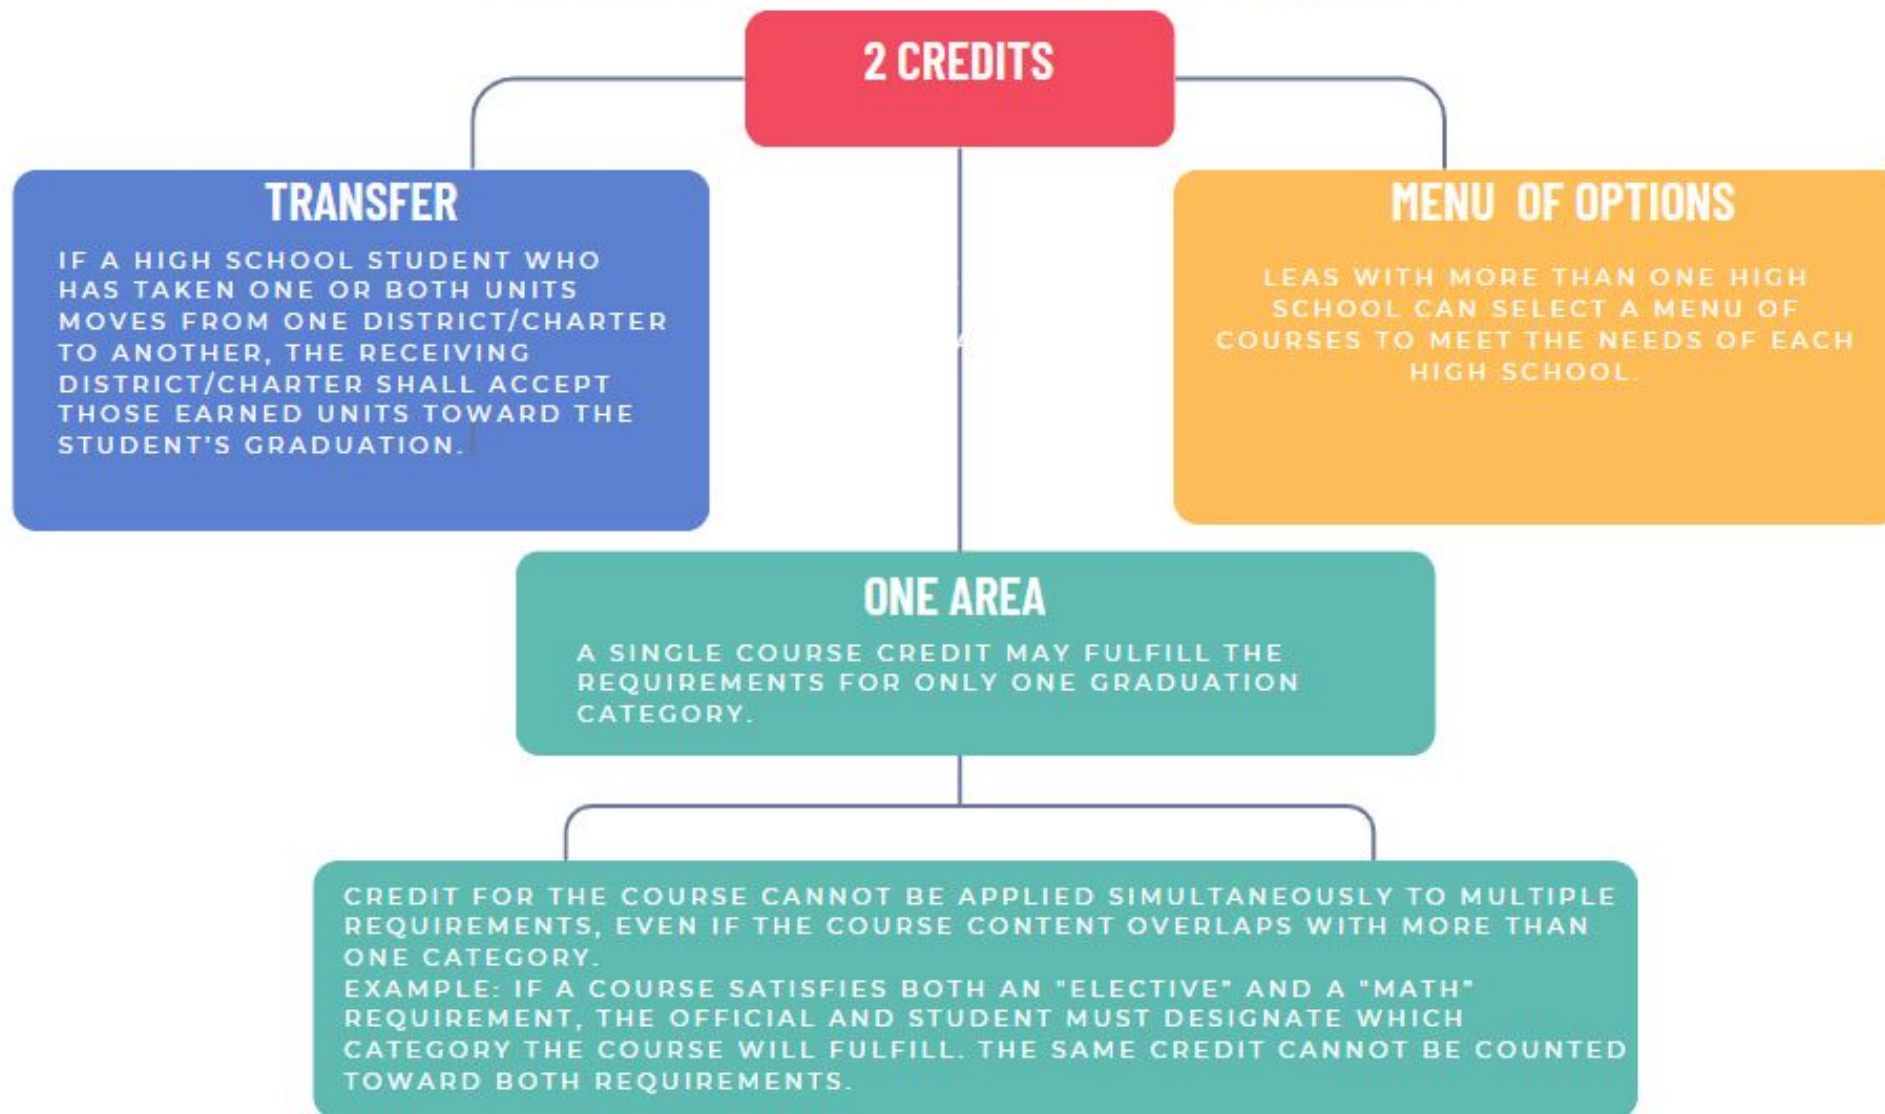 2 CREDITS
TRANSFER
IF A HIGH SCHOOL STUDENT WHO
HAS TAKEN ONE OR BOTH UNITS
MOVES FROM ONE DISTRICT/CHARTER
TO ANOTHER, THE RECEIVING
DISTRICT/CHARTER SHALL ACCEPT
THOSE EARNED UNITS TOWARD THE
STUDENT'S GRADUATION.
MENU OF OPTIONS
LEAS WITH MORE THAN ONE HIGH
SCHOOL CAN SELECT A MENU OF
COURSES TO MEET THE NEEDS OF EACH
HIGH SCHOOL.
ONE AREA
A SINGLE COURSE CREDIT MAY FULFILL THE
REQUIREMENTS FOR ONLY ONE GRADUATION
CATEGORY.
CREDIT FOR THE COURSE CANNOT BE APPLIED SIMULTANEOUSLY TO MULTIPLE
REQUIREMENTS, EVEN IF THE COURSE CONTENT OVERLAPS WITH MORE THAN
ONE CATEGORY.
EXAMPLE: IF A COURSE SATISFIES BOTH AN "ELECTIVE" AND A "MATH"
REQUIREMENT, THE OFFICIAL AND STUDENT MUST DESIGNATE WHICH
CATEGORY THE COURSE WILL FULFILL. THE SAME CREDIT CANNOT BE COUNTED
TOWARD BOTH REQUIREMENTS.